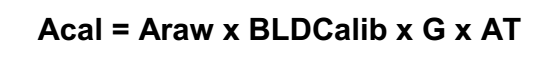 Acal = Araw x BLDCalib x G x AT